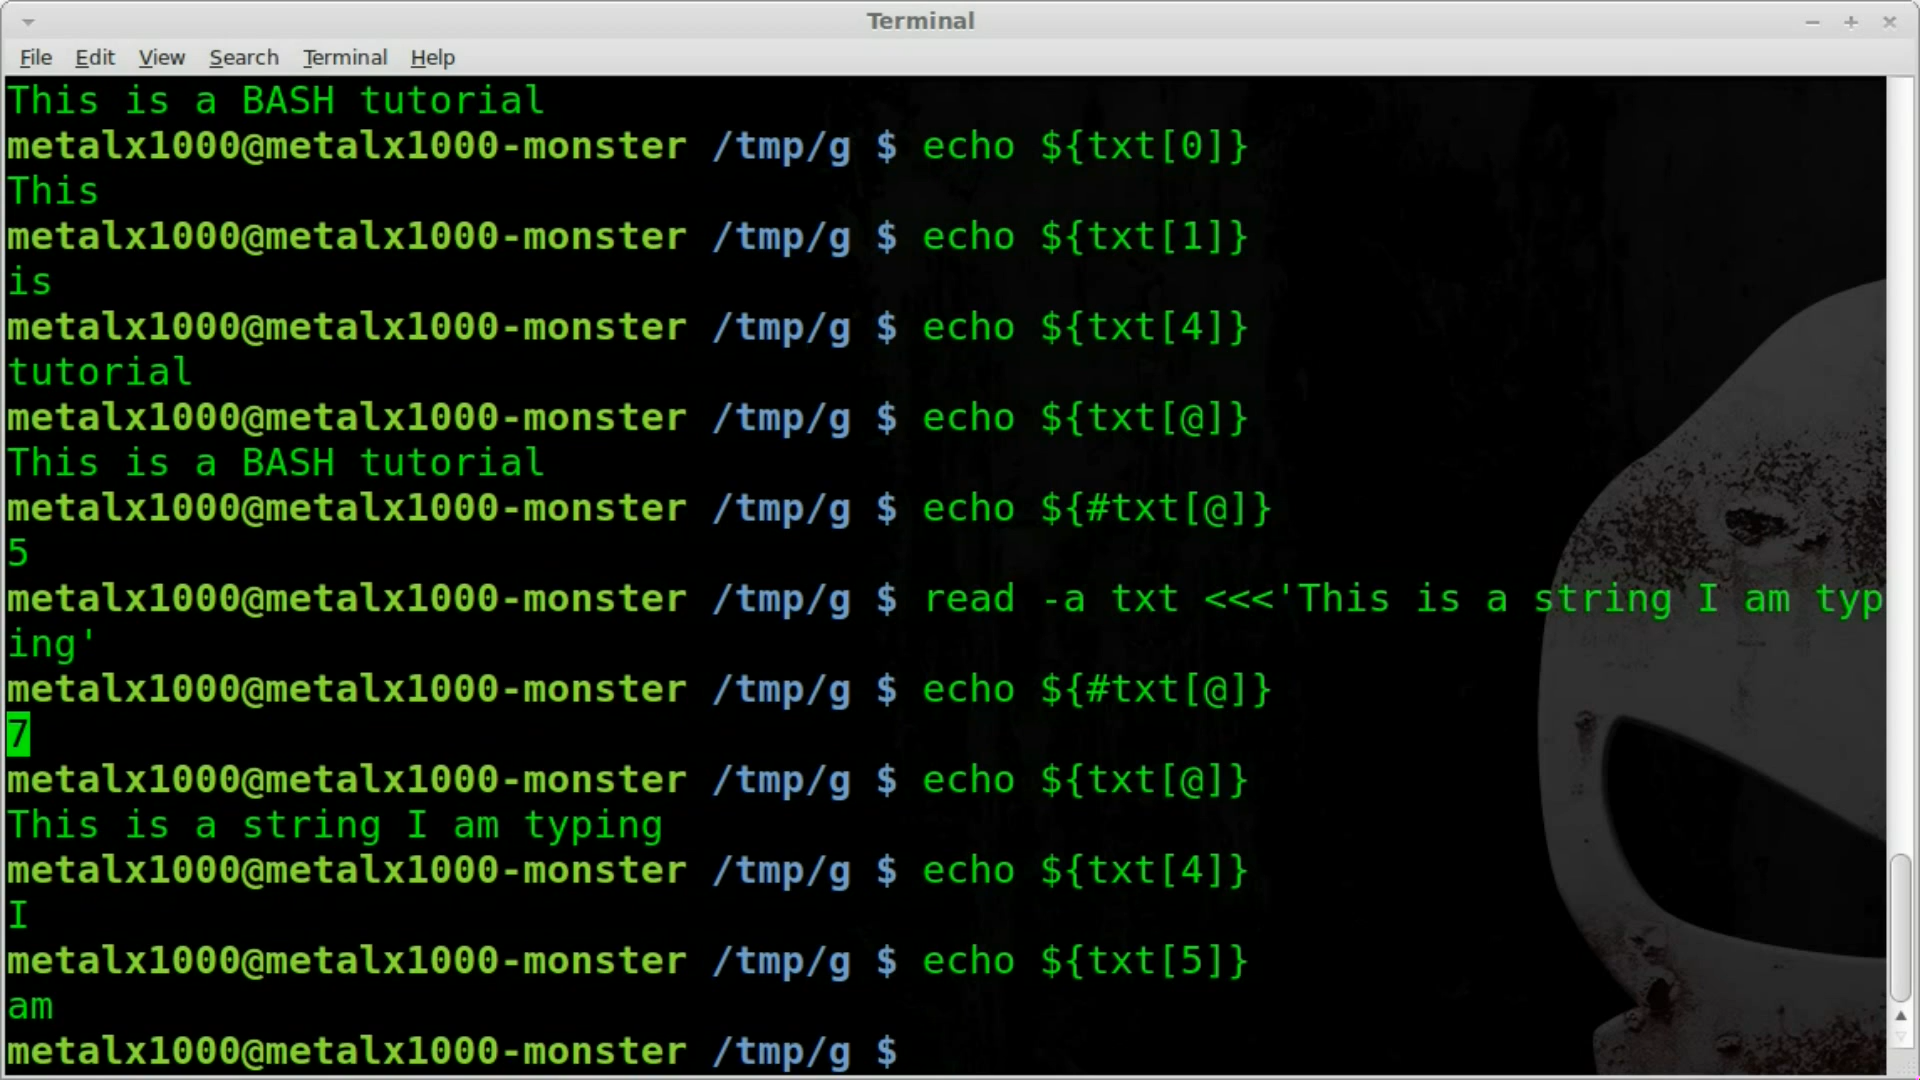 Terminal
File Edit View Search Terminal Help
This is a BASH tutorial
metalx1000@metalx1000-monster /tmp/g $ echo ${txt[0]}
This
metalx1000@metalx1000-monster /tmp/g $ echo ${txt[1]}
is
metalx1000@metalx1000-monster /tmp/g $ echo ${txt[4]}
tutorial
metalx1000@metalx1000-monster /tmp/g $ echo ${txt[@]}
This is a BASH tutorial
metalx1000@metalx1000-monster /tmp/g $ echo ${#txt[@]}
5
metalx1000@metalx1000-monster /tmp/g $ read -a txt <<<'This is a string I am typ
ing'
metalx1000@metalx1000-monster /tmp/g $ echo ${#txt[@]}
7
metalx1000@metalx1000-monster /tmp/g $ echo ${txt[@]}
This is a string I am typing
metalx1000@metalx1000-monster /tmp/g $ echo ${txt[4]}
I
metalx1000@metalx1000-monster /tmp/g $ echo ${txt[5]}
am
metalx1000@metalx1000-monster /tmp/g $